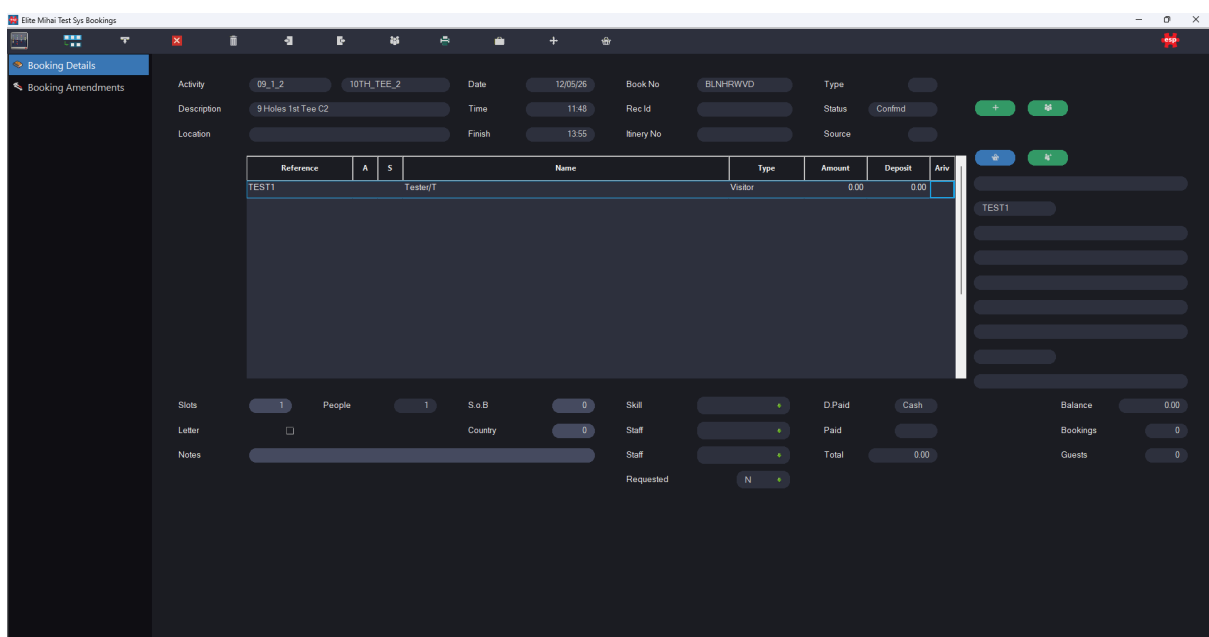 Elite Mihai Test Sys Bookings
esp
Booking Details
Booking Amendments
Activity 09_1_2 10TH_TEE_2 Date 12/05/26 Book No BLNHRWVD Type
Description 9 Holes 1st Tee C2 Time 11:48 Rec Id Status Confmd
Location Finish 13:55 Itinery No Source
Reference A S Name Type Amount Deposit Ariv
TEST1 Tester/T Visitor 0.00 0.00
TEST1
Slots 1 People 1 S.o.B 0 Skill D.Paid Cash Balance 0.00
Letter Country 0 Staff Paid Bookings 0
Notes Staff Total 0.00 Guests 0
Requested N